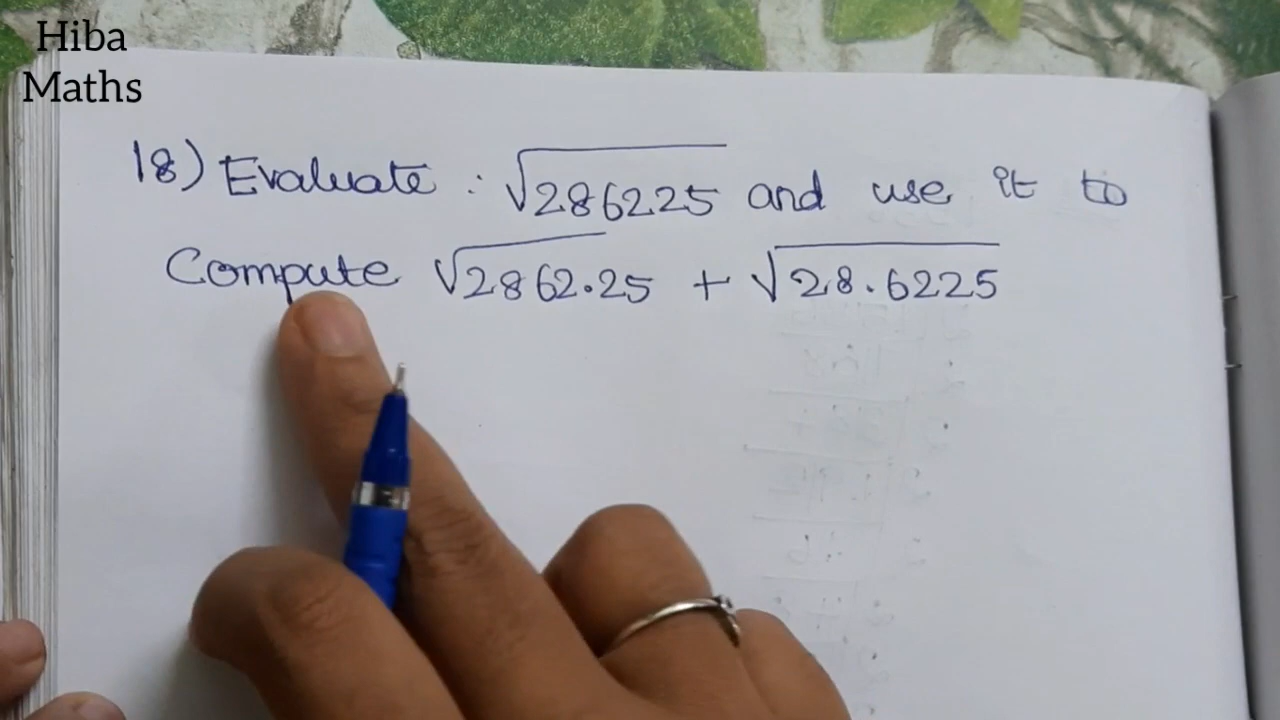 Hiba
Maths
18) Evaluate : √286225 and use it to
Compute √2862.25 + √28.6225